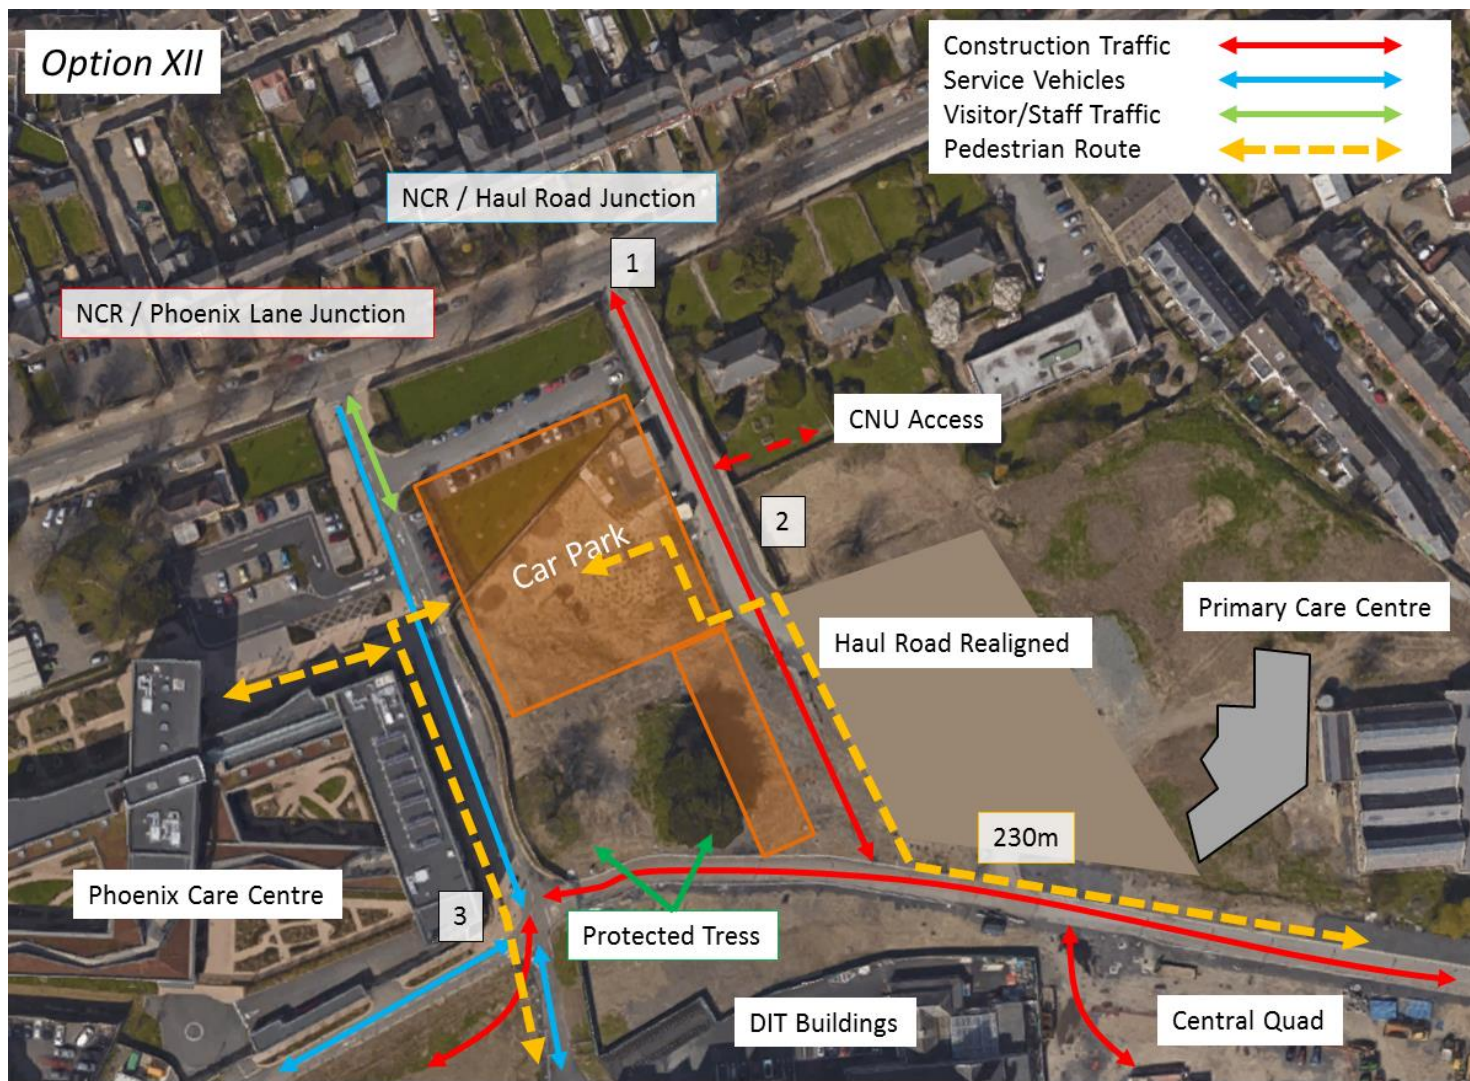 Option XII
Construction Traffic
Service Vehicles
Visitor/Staff Traffic
Pedestrian Route
NCR / Haul Road Junction
1
NCR / Phoenix Lane Junction
CNU Access
2
Car Park
Primary Care Centre
Haul Road Realigned
230m
Phoenix Care Centre
3
Protected Tress
DIT Buildings
Central Quad